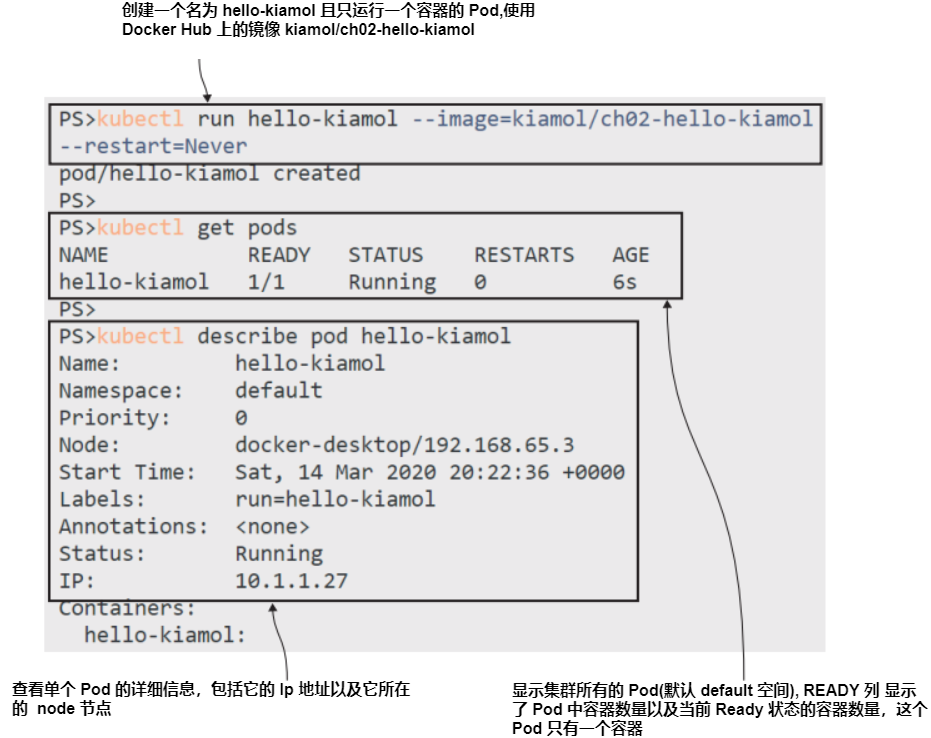 创建一个名为 hello-kiamol 且只运行一个容器的 Pod,使用
Docker Hub 上的镜像 kiamol/ch02-hello-kiamol
PS>kubectl run hello-kiamol --image=kiamol/ch02-hello-kiamol
--restart=Never
pod/hello-kiamol created
PS>
PS>kubectl get pods
NAME READY STATUS RESTARTS AGE
hello-kiamol 1/1 Running 0 6s
PS>
PS>kubectl describe pod hello-kiamol
Name: hello-kiamol
Namespace: default
Priority: 0
Node: docker-desktop/192.168.65.3
Start Time: Sat, 14 Mar 2020 20:22:36 +0000
Labels: run=hello-kiamol
Annotations: <none>
Status: Running
IP: 10.1.1.27
Containers:
hello-kiamol:
查看单个 Pod 的详细信息，包括它的 Ip 地址以及它所在
的 node 节点
显示集群所有的 Pod(默认 default 空间), READY 列 显示
了 Pod 中容器数量以及当前 Ready 状态的容器数量，这个
Pod 只有一个容器